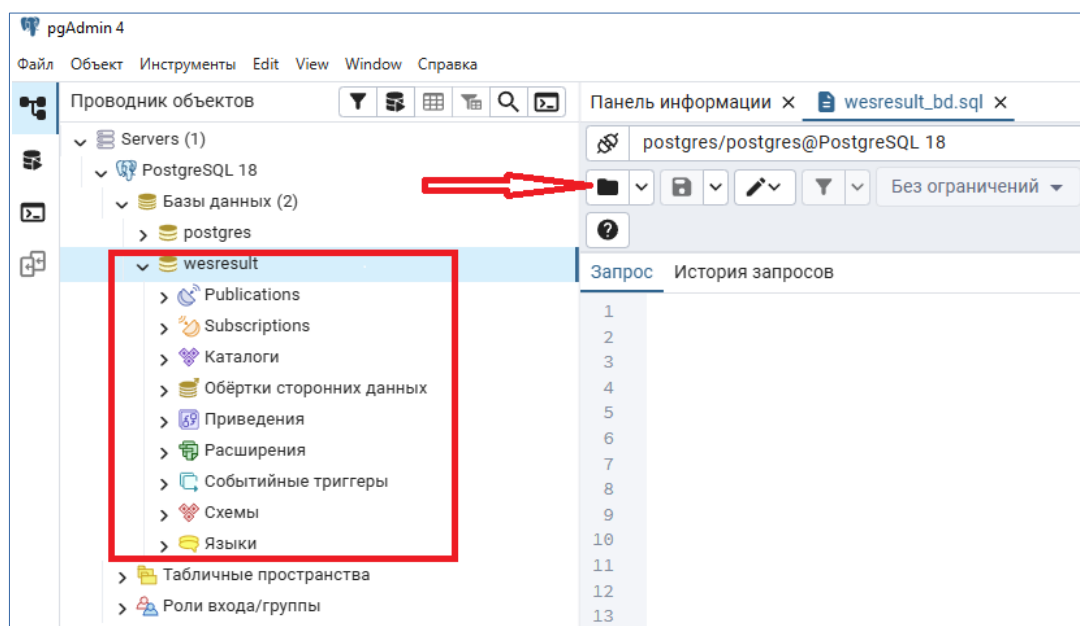 pgAdmin 4
Файл Объект Инструменты Edit View Window Справка
Проводник объектов
Servers (1)
PostgreSQL 18
Базы данных (2)
postgres
wesresult
Publications
Subscriptions
Каталоги
Обёртки сторонних данных
Приведения
Расширения
Событийные триггеры
Схемы
Языки
Табличные пространства
Роли входа/группы
Панель информации
wesresult_bd.sql
postgres/postgres@PostgreSQL 18
Без ограничений
Запрос История запросов
1
2
3
4
5
6
7
8
9
10
11
12
13